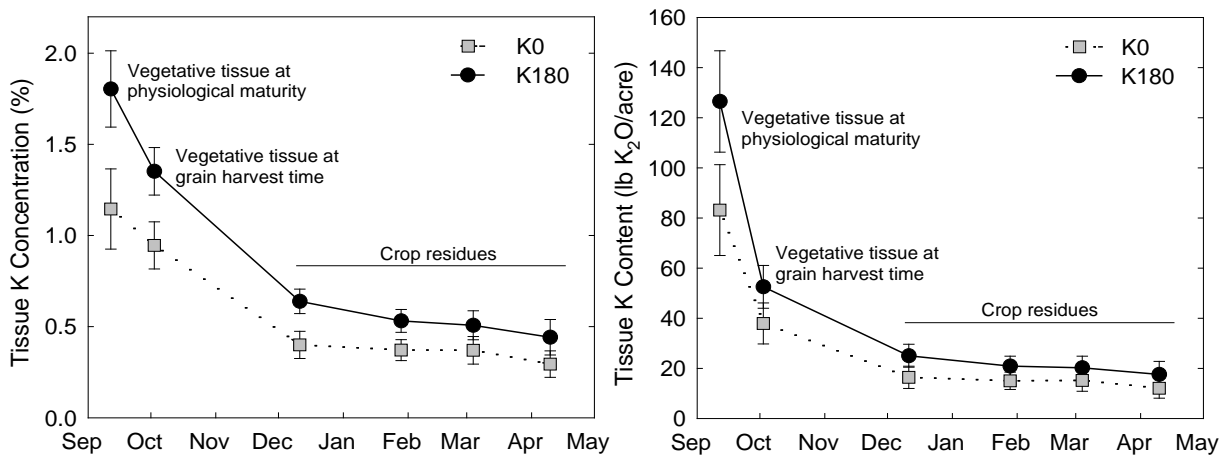 Tissue K Concentration (%)
2.0
1.5
1.0
0.5
0.0
K0
K180
Vegetative tissue at
physiological maturity
Vegetative tissue at
grain harvest time
Crop residues
Sep Oct Nov Dec Jan Feb Mar Apr May
Tissue K Content (lb K₂O/acre)
160
140
120
100
80
60
40
20
0
K0
K180
Vegetative tissue at
physiological maturity
Vegetative tissue at
grain harvest time
Crop residues
Sep Oct Nov Dec Jan Feb Mar Apr May